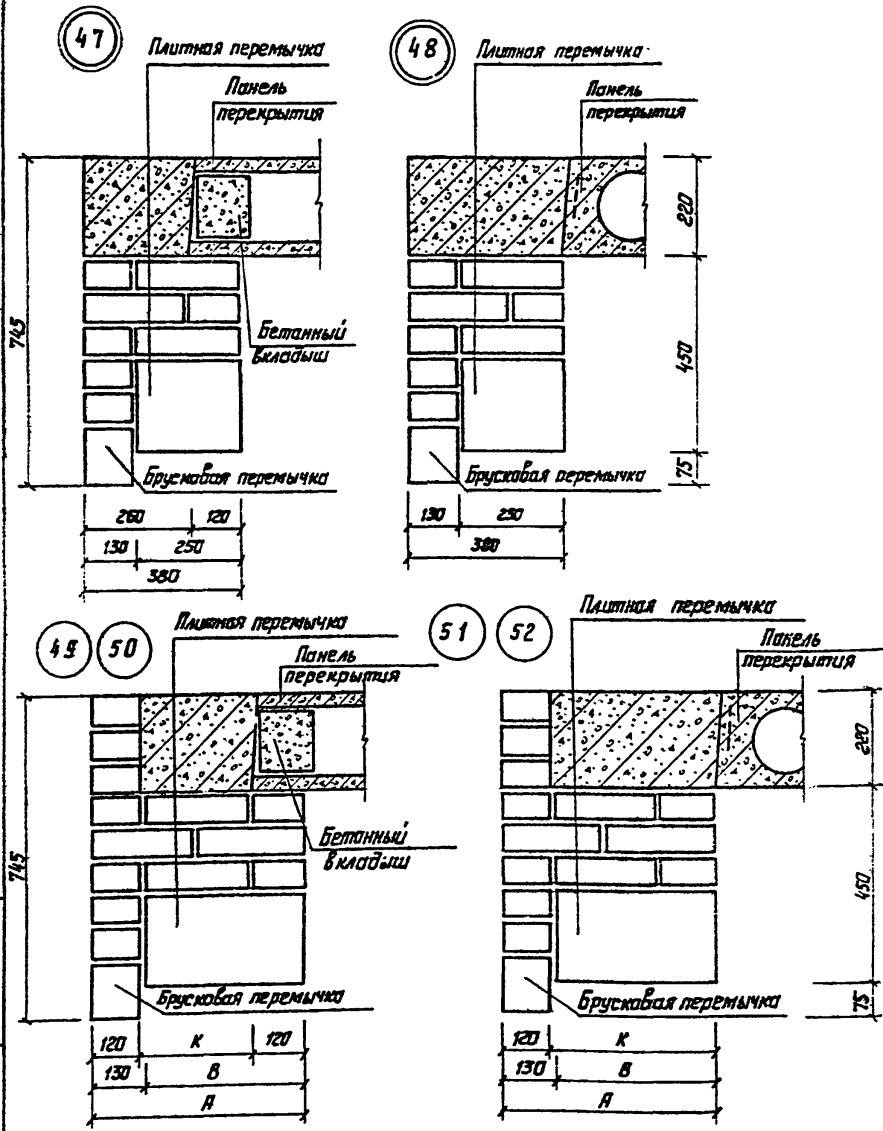 47
Плитная перемычка
Панель
перекрытия
745
Бетонный
вкладыш
Брусковая перемычка
260 120
130 250
380
48
Плитная перемычка
Панель
перекрытия
220
450
75
Брусковая перемычка
130 250
380
49 50
Плитная перемычка
Панель
перекрытия
745
Бетонный
вкладыш
Брусковая перемычка
120 К 120
130 В
А
51 52
Плитная перемычка
Панель
перекрытия
220
450
75
Брусковая перемычка
120 К
130 В
А